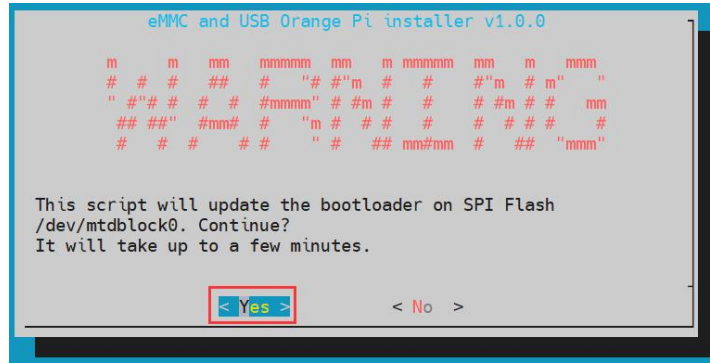 eMMC and USB Orange Pi installer v1.0.0
WARNING
This script will update the bootloader on SPI Flash
/dev/mtdblock0. Continue?
It will take up to a few minutes.
< Yes > < No >